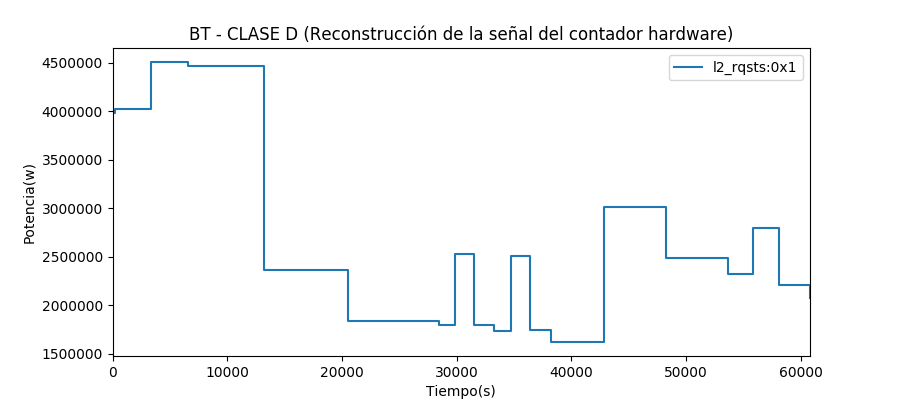 BT - CLASE D (Reconstrucción de la señal del contador hardware)
l2_rqsts:0x1
Potencia(w)
4500000
4000000
3500000
3000000
2500000
2000000
1500000
0 10000 20000 30000 40000 50000 60000
Tiempo(s)